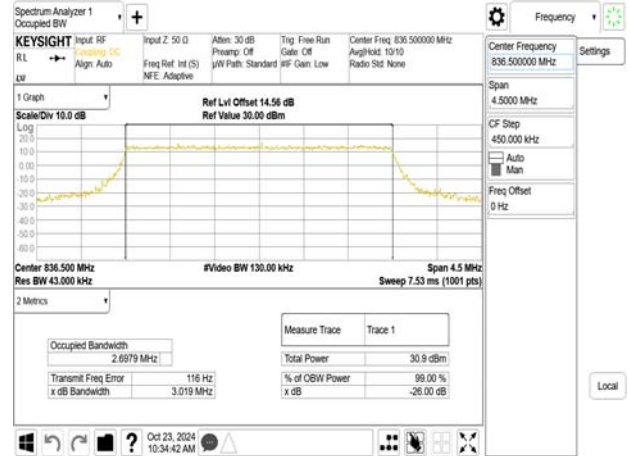 Spectrum Analyzer 1
Occupied BW
+
Frequency
KEYSIGHT
Input: RF
Coupling: DC
Align: Auto
RL
LVI
Input Z: 50 Ω
Freq Ref: Int (S)
NFE: Adaptive
Atten: 30 dB
Preamp: Off
µW Path: Standard
Trig: Free Run
Gate: Off
#IF Gain: Low
Center Freq: 836.500000 MHz
Avg|Hold: 10/10
Radio Std: None
Center Frequency
836.500000 MHz
Settings
Span
4.5000 MHz
CF Step
450.000 kHz
Auto
Man
Freq Offset
0 Hz
1 Graph
Scale/Div 10.0 dB
Ref Lvl Offset 14.56 dB
Ref Value 30.00 dBm
Log
20.0
10.0
0.00
-10.0
-20.0
-30.0
-40.0
-50.0
-60.0
Center 836.500 MHz
Res BW 43.000 kHz
#Video BW 130.00 kHz
Span 4.5 MHz
Sweep 7.53 ms (1001 pts)
2 Metrics
Measure Trace
Trace 1
Occupied Bandwidth
2.6979 MHz
Total Power
30.9 dBm
Transmit Freq Error
116 Hz
% of OBW Power
99.00 %
x dB Bandwidth
3.019 MHz
x dB
-26.00 dB
Local
?
Oct 23, 2024
10:34:42 AM